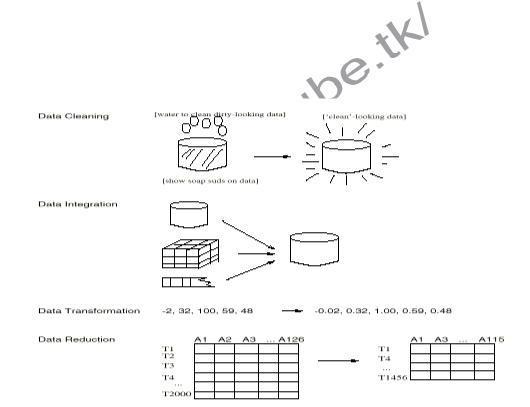 ube.tk/
Data Cleaning
[water to clean dirty-looking data]
['clean'-looking data]
[show soap suds on data]
Data Integration
Data Transformation
-2, 32, 100, 59, 48
-0.02, 0.32, 1.00, 0.59, 0.48
Data Reduction
A1 A2 A3 ... A126
T1
T2
T3
T4
...
T2000
A1 A3 ... A115
T1
T4
...
T1456